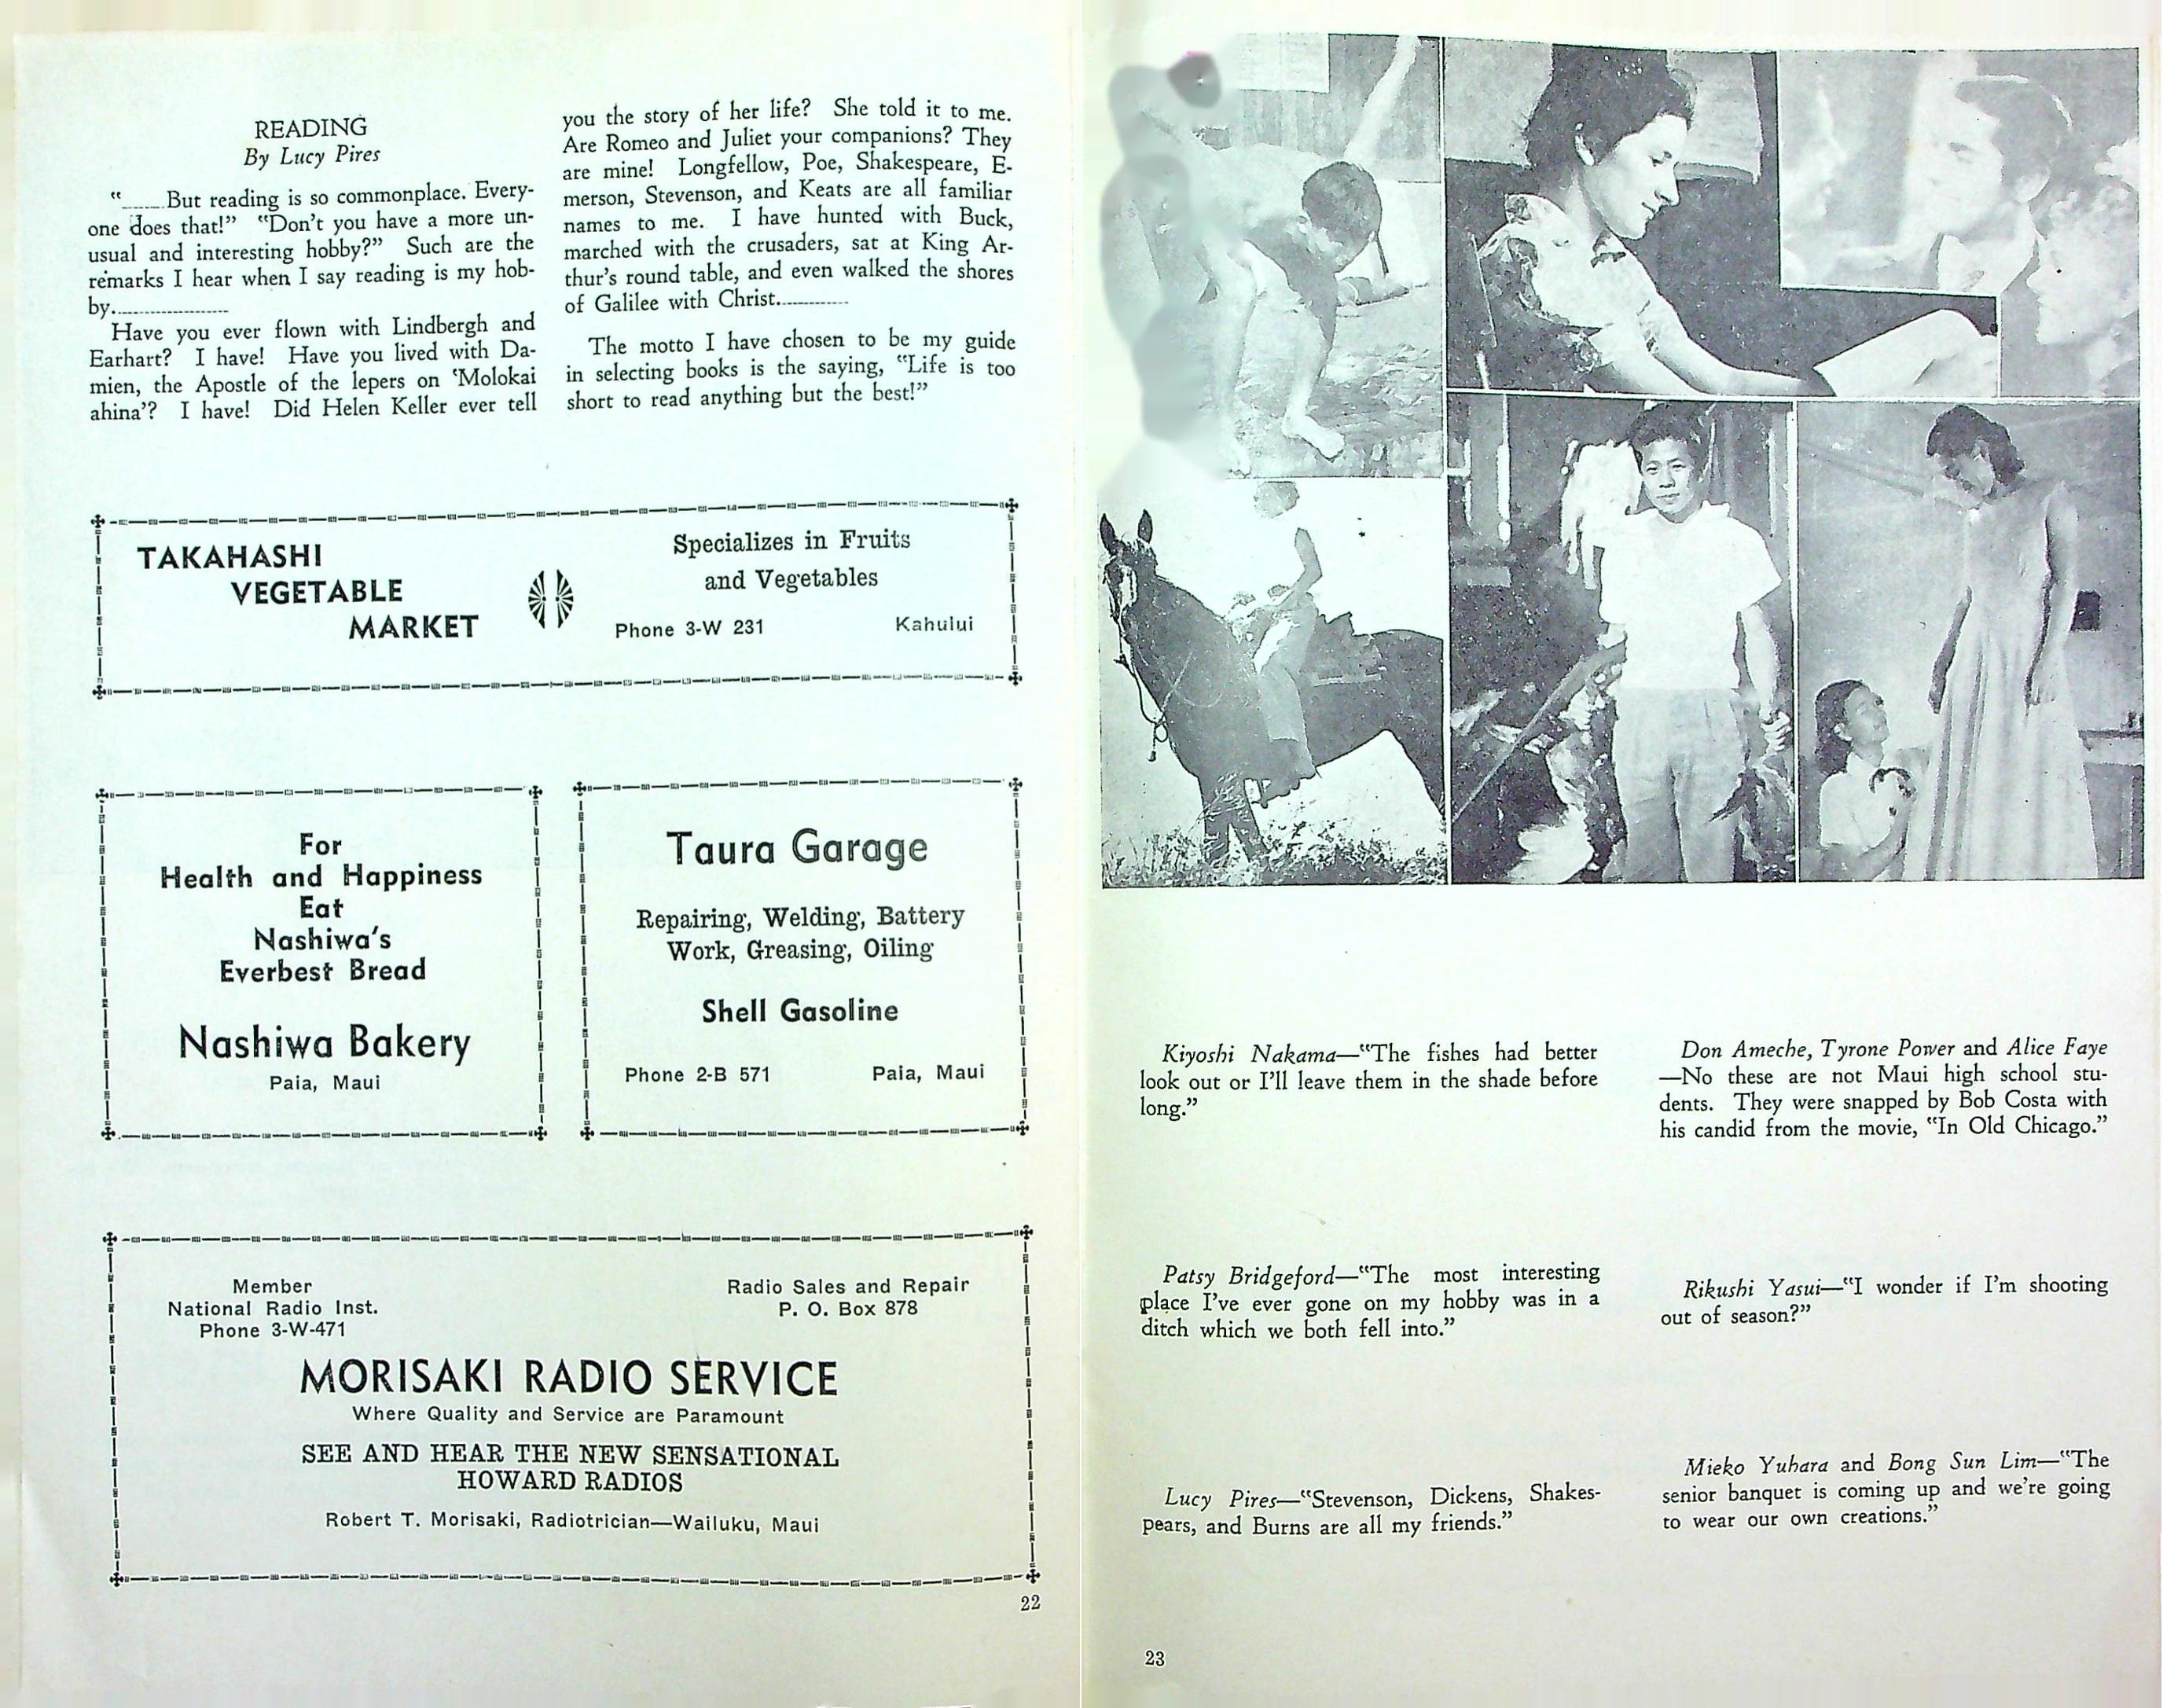 READING
By Lucy Pires
"......But reading is so commonplace. Every-
one does that!" "Don't you have a more un-
usual and interesting hobby?" Such are the
remarks I hear when I say reading is my hob-
by.....................
Have you ever flown with Lindbergh and
Earhart? I have! Have you lived with Da-
mien, the Apostle of the lepers on 'Molokai
ahina'? I have! Did Helen Keller ever tell
you the story of her life? She told it to me.
Are Romeo and Juliet your companions? They
are mine! Longfellow, Poe, Shakespeare, E-
merson, Stevenson, and Keats are all familiar
names to me. I have hunted with Buck,
marched with the crusaders, sat at King Ar-
thur's round table, and even walked the shores
of Galilee with Christ.............
The motto I have chosen to be my guide
in selecting books is the saying, "Life is too
short to read anything but the best!"
TAKAHASHI
VEGETABLE
MARKET
Specializes in Fruits
and Vegetables
Phone 3-W 231 Kahului
For
Health and Happiness
Eat
Nashiwa's
Everbest Bread
Nashiwa Bakery
Paia, Maui
Taura Garage
Repairing, Welding, Battery
Work, Greasing, Oiling
Shell Gasoline
Phone 2-B 571 Paia, Maui
Member
National Radio Inst.
Phone 3-W-471
Radio Sales and Repair
P. O. Box 878
MORISAKI RADIO SERVICE
Where Quality and Service are Paramount
SEE AND HEAR THE NEW SENSATIONAL
HOWARD RADIOS
Robert T. Morisaki, Radiotrician—Wailuku, Maui
22
Kiyoshi Nakama—"The fishes had better
look out or I'll leave them in the shade before
long."
Patsy Bridgeford—"The most interesting
place I've ever gone on my hobby was in a
ditch which we both fell into."
Lucy Pires—"Stevenson, Dickens, Shakes-
pears, and Burns are all my friends."
Don Ameche, Tyrone Power and Alice Faye
—No these are not Maui high school stu-
dents. They were snapped by Bob Costa with
his candid from the movie, "In Old Chicago."
Rikushi Yasui—"I wonder if I'm shooting
out of season?"
Mieko Yuhara and Bong Sun Lim—"The
senior banquet is coming up and we're going
to wear our own creations."
23